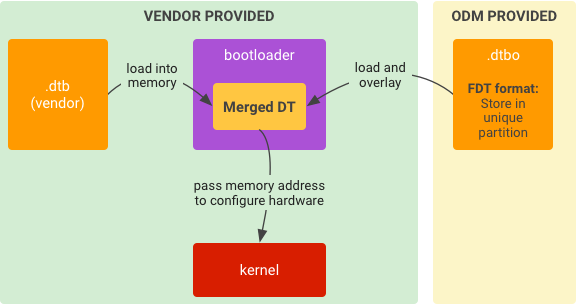 VENDOR PROVIDED
ODM PROVIDED
.dtb
(vendor)
load into
memory
bootloader
Merged DT
load and
overlay
.dtbo
FDT format:
Store in
unique
partition
pass memory address
to configure hardware
kernel